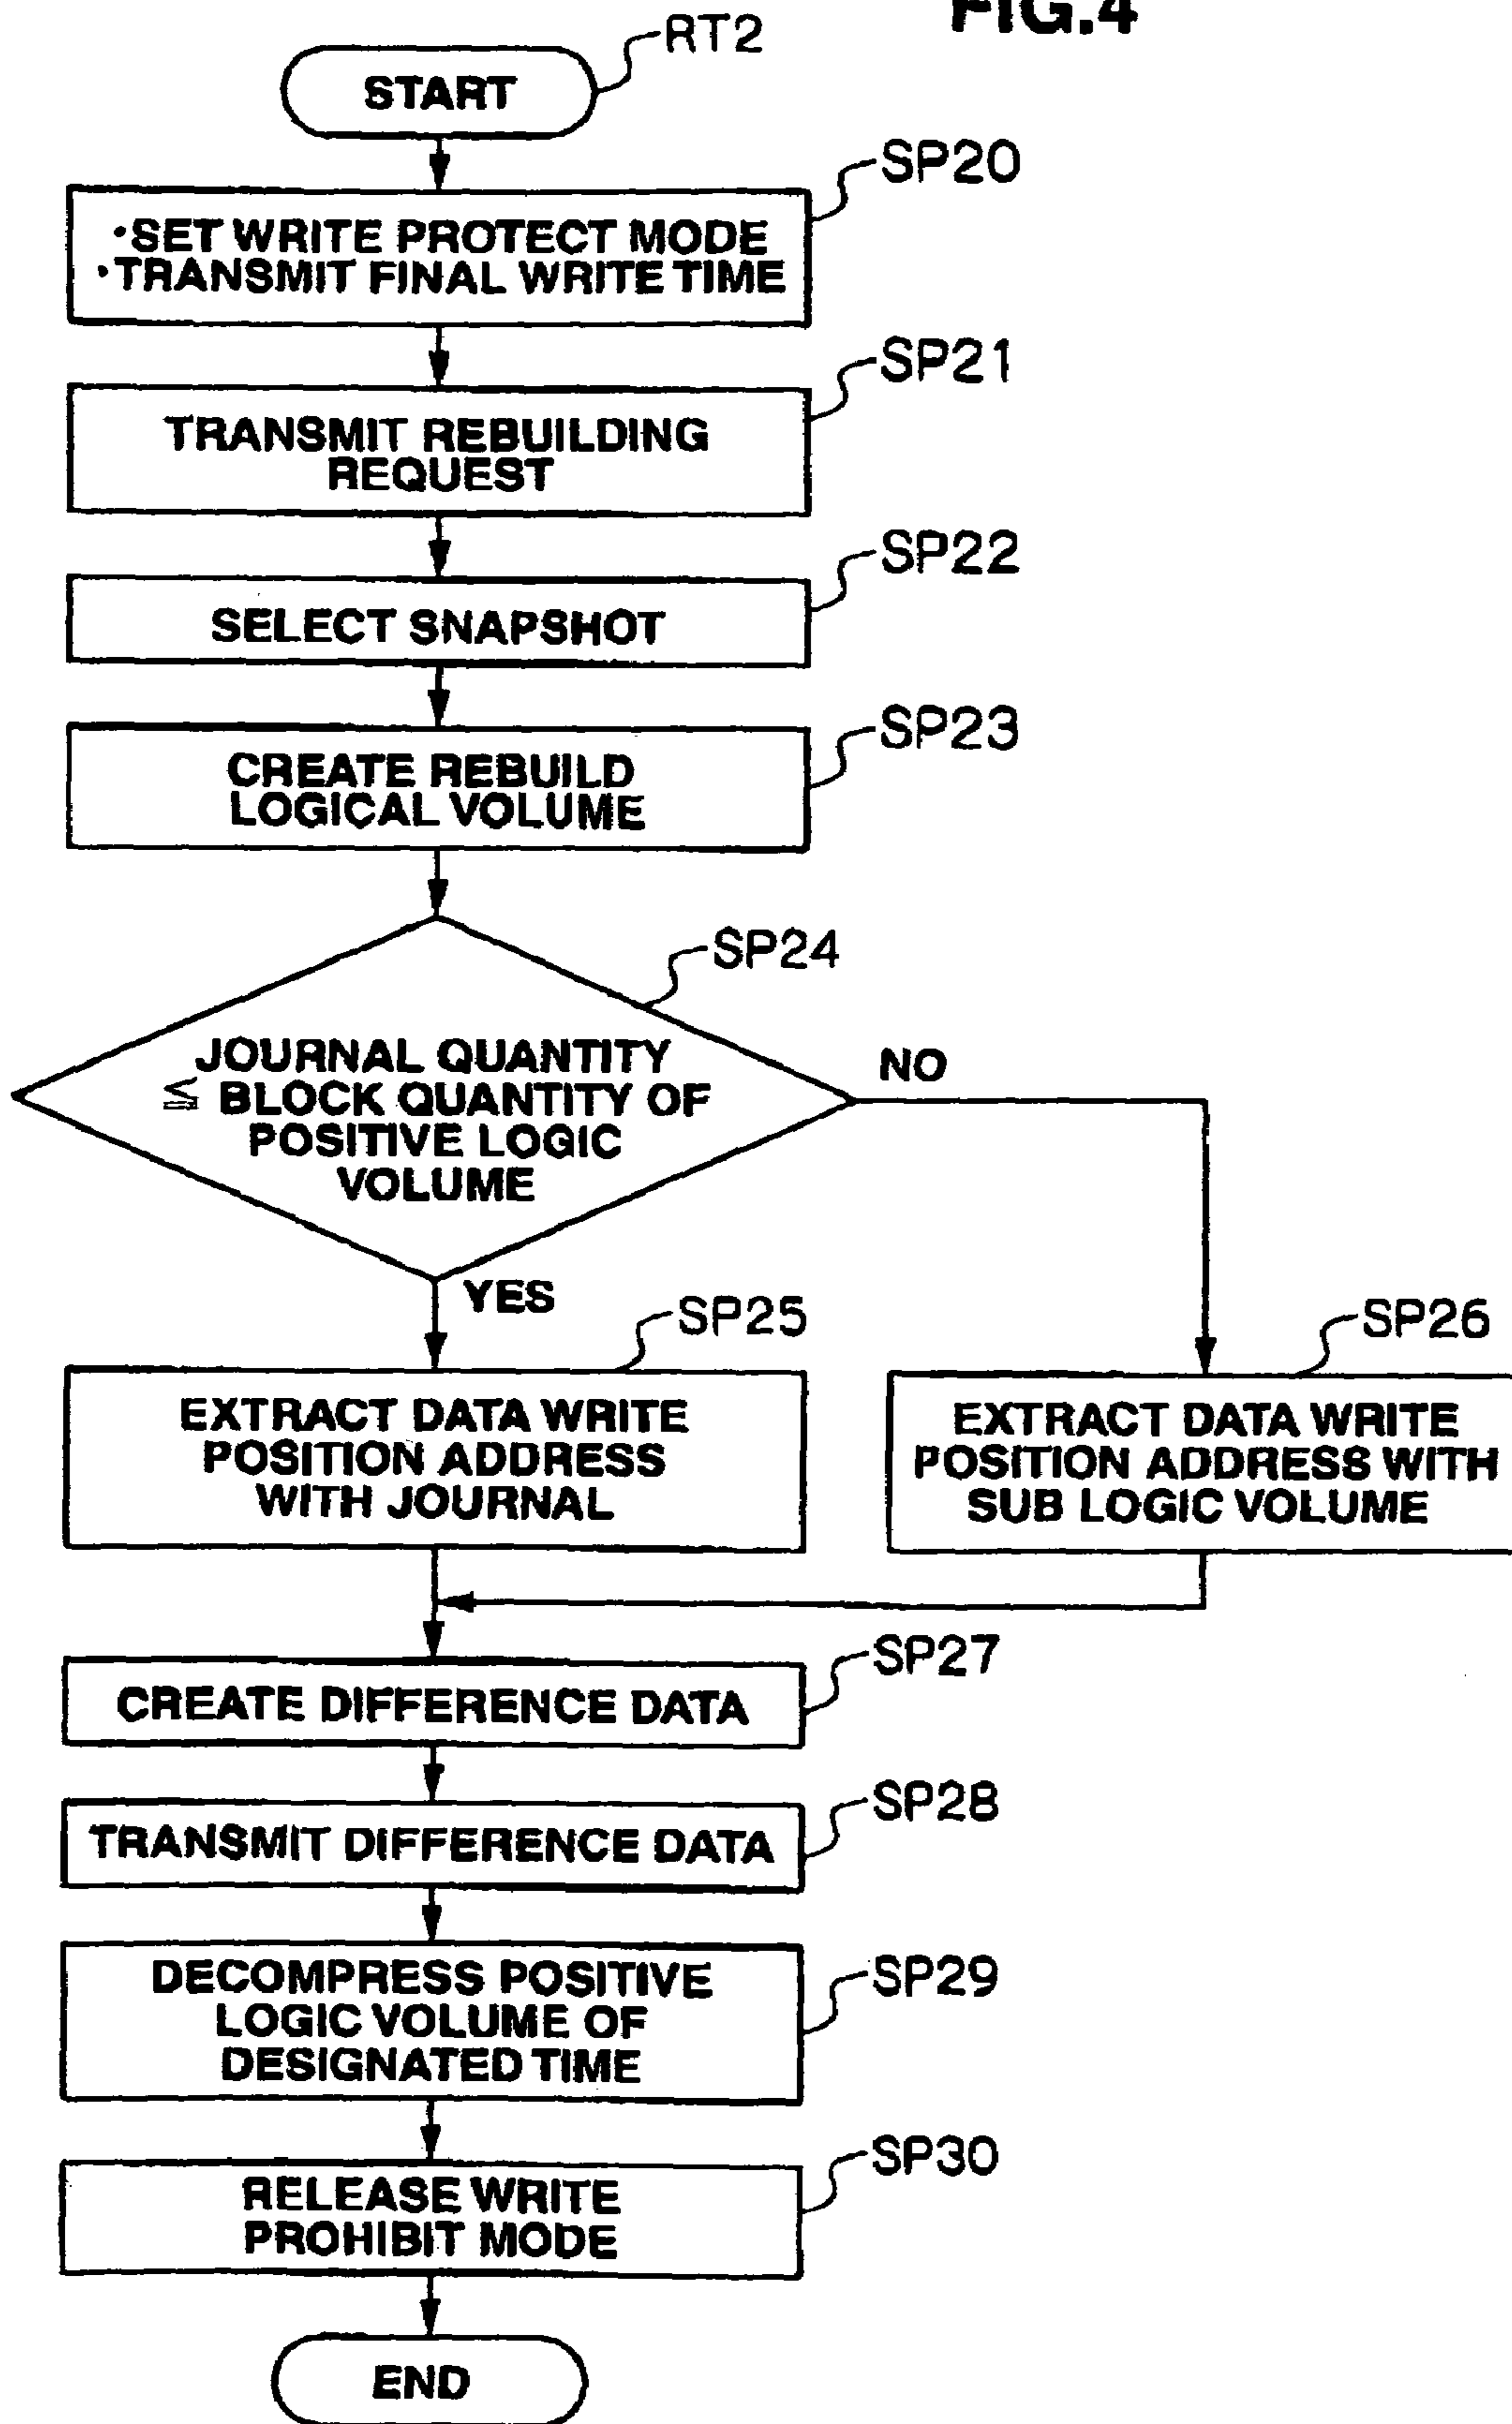 FIG.4
RT2
START
SP20
·SET WRITE PROTECT MODE
·TRANSMIT FINAL WRITE TIME
SP21
TRANSMIT REBUILDING
REQUEST
SP22
SELECT SNAPSHOT
SP23
CREATE REBUILD
LOGICAL VOLUME
SP24
JOURNAL QUANTITY
≦ BLOCK QUANTITY OF
POSITIVE LOGIC
VOLUME
NO
YES
SP25
EXTRACT DATA WRITE
POSITION ADDRESS
WITH JOURNAL
SP26
EXTRACT DATA WRITE
POSITION ADDRESS WITH
SUB LOGIC VOLUME
SP27
CREATE DIFFERENCE DATA
SP28
TRANSMIT DIFFERENCE DATA
SP29
DECOMPRESS POSITIVE
LOGIC VOLUME OF
DESIGNATED TIME
SP30
RELEASE WRITE
PROHIBIT MODE
END